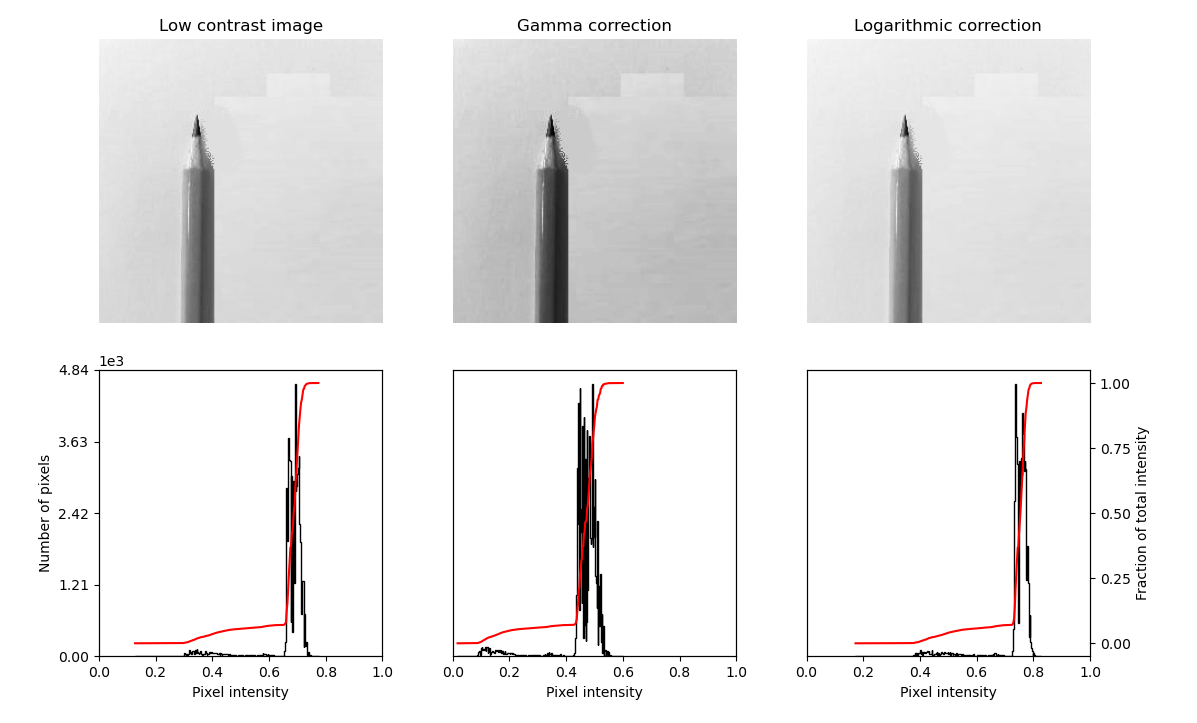 Low contrast image
Gamma correction
Logarithmic correction
1e3
4.84
3.63
2.42
1.21
0.00
Number of pixels
0.0 0.2 0.4 0.6 0.8 1.0
Pixel intensity
0.0 0.2 0.4 0.6 0.8 1.0
Pixel intensity
0.0 0.2 0.4 0.6 0.8 1.0
Pixel intensity
1.00
0.75
0.50
0.25
0.00
Fraction of total intensity